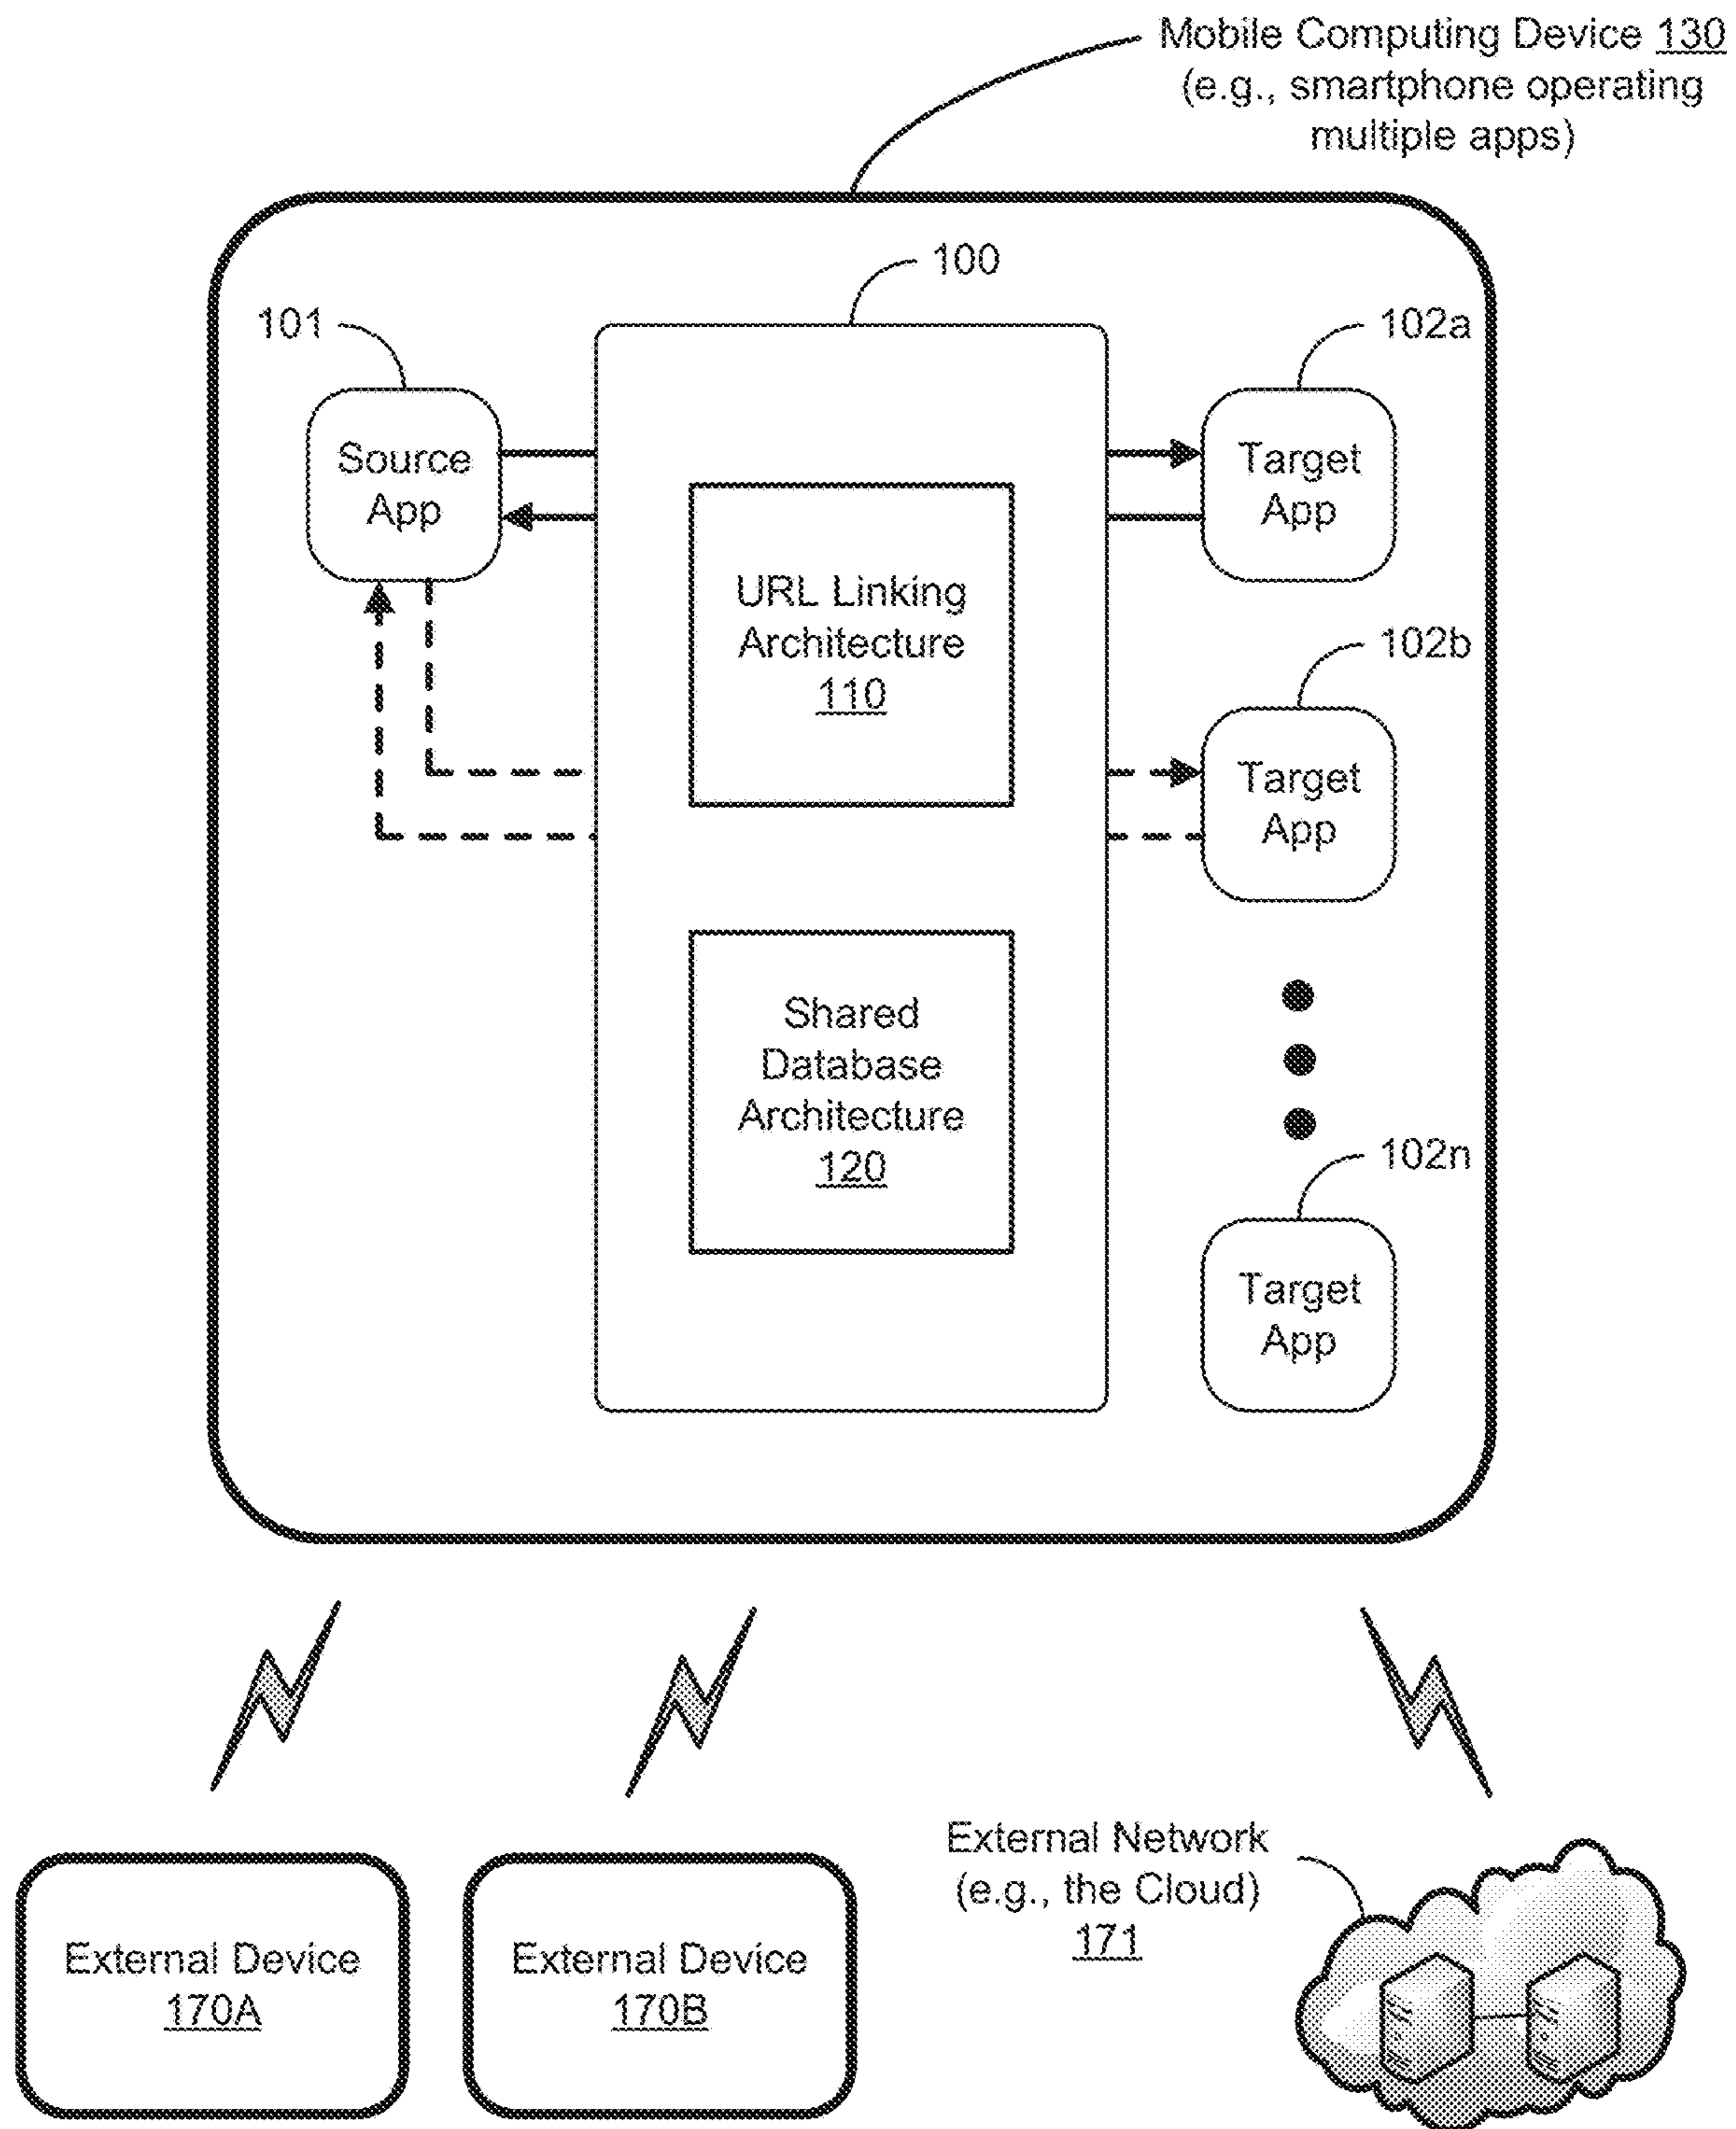 Mobile Computing Device 130
(e.g., smartphone operating
multiple apps)
100
101
102a
Source
App
Target
App
URL Linking
Architecture
110
102b
Target
App
Shared
Database
Architecture
120
102n
Target
App
External Network
(e.g., the Cloud)
171
External Device
170A
External Device
170B